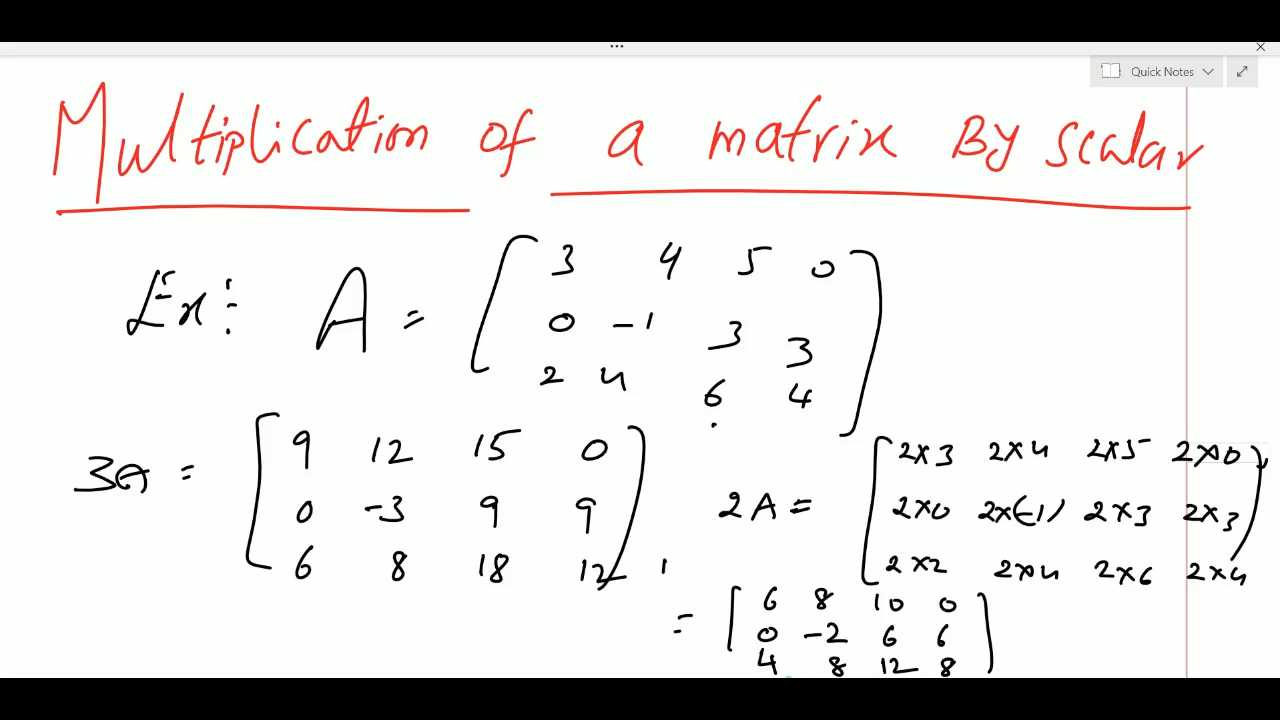 Quick Notes
Multiplication of a matrix By scalar
Ex: A = [ 3 4 5 0
0 -1 3 3
2 4 6 4 ]
3A = [ 9 12 15 0
0 -3 9 9
6 8 18 12 ]
2A = [ 2x3 2x4 2x5 2x0
2x0 2x(-1) 2x3 2x3
2x2 2x4 2x6 2x4 ]
= [ 6 8 10 0
0 -2 6 6
4 8 12 8 ]